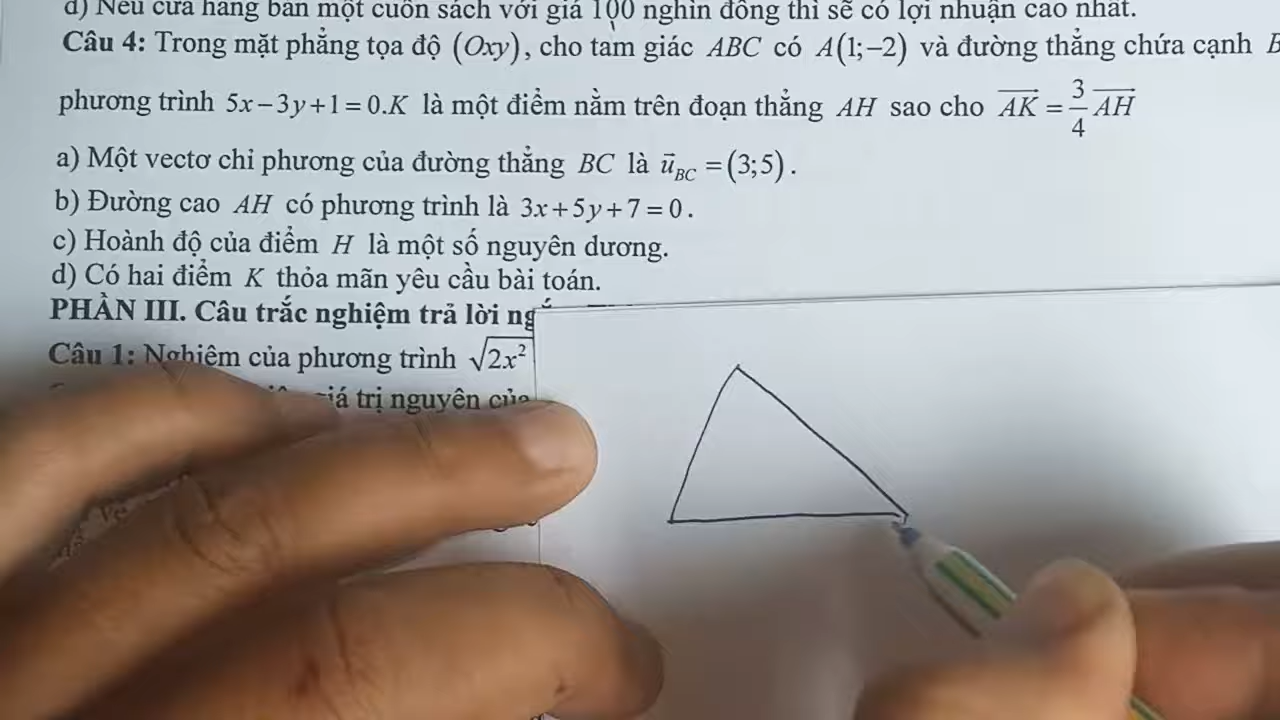 d) Nếu cửa hàng bán một cuốn sách với giá 100 nghìn đồng thì sẽ có lợi nhuận cao nhất.
Câu 4: Trong mặt phẳng tọa độ (Oxy), cho tam giác ABC có A(1;−2) và đường thẳng chứa cạnh
phương trình 5x−3y+1=0.K là một điểm nằm trên đoạn thẳng AH sao cho \overrightarrow{AK} = \frac{3}{4}\overrightarrow{AH}
a) Một vectơ chỉ phương của đường thẳng BC là \vec{u}_{BC} = (3;5).
b) Đường cao AH có phương trình là 3x+5y+7=0.
c) Hoành độ của điểm H là một số nguyên dương.
d) Có hai điểm K thỏa mãn yêu cầu bài toán.
PHẦN III. Câu trắc nghiệm trả lời
Câu 1: Nghiệm của phương trình √2x²
trị nguyên của